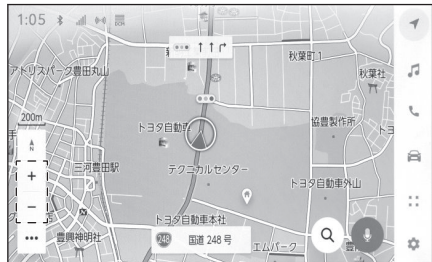 1:05
秋葉町1
アドリスパーク豊田丸山
秋葉社
200m
トヨタ自動車
協豊製作所
N
三河豊田駅
テクニカルセンター
トヨタ自動車外山
トヨタ自動車本社
豊興神明社
248 国道 248 号
エムパーク